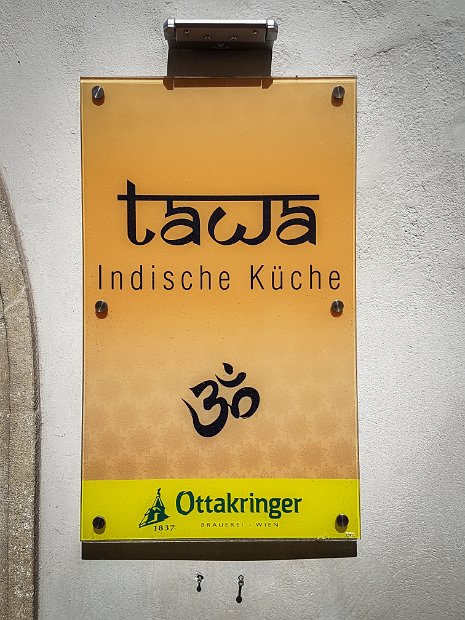 tawa
Indische Küche
ॐ
Ottakringer
BRAUEREI - WIEN
1837